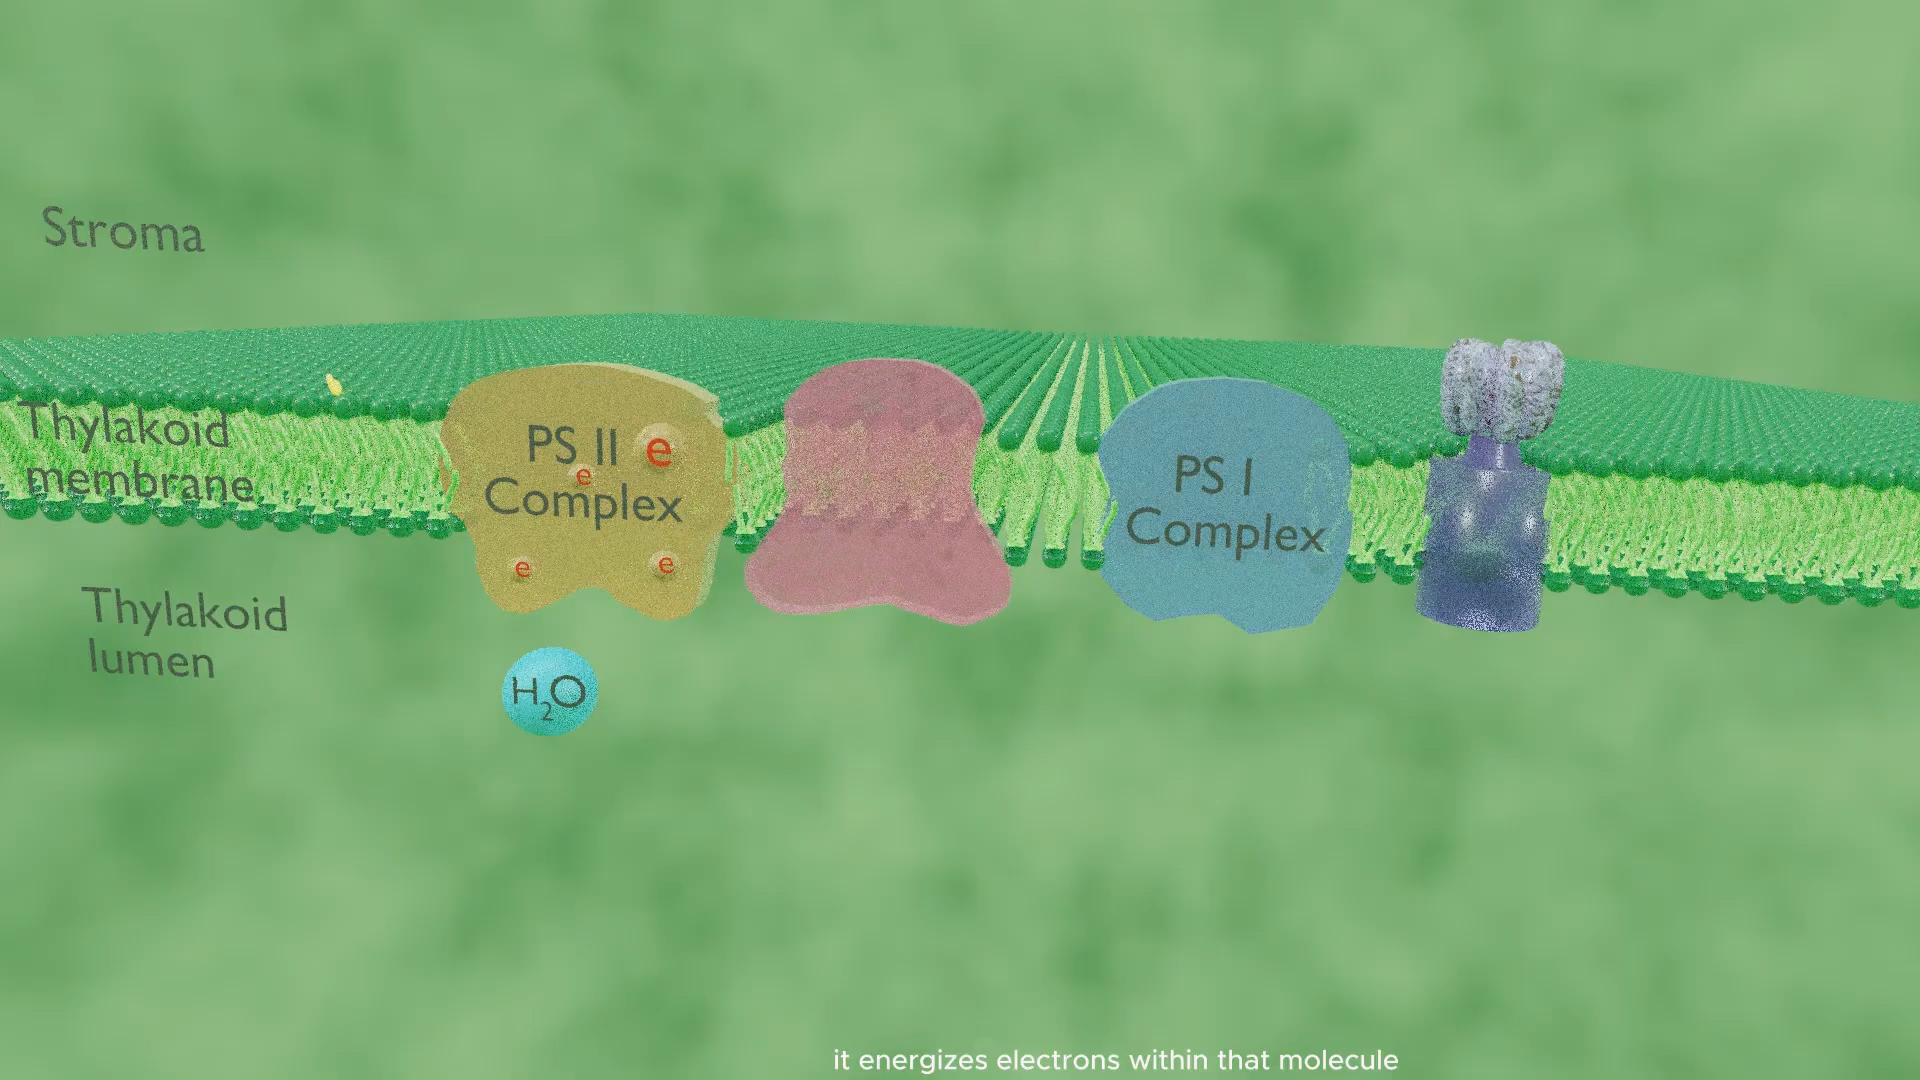 Stroma
Thylakoid
membrane
PS II
e
e
Complex
e
e
PS I
Complex
Thylakoid
lumen
H₂O
it energizes electrons within that molecule